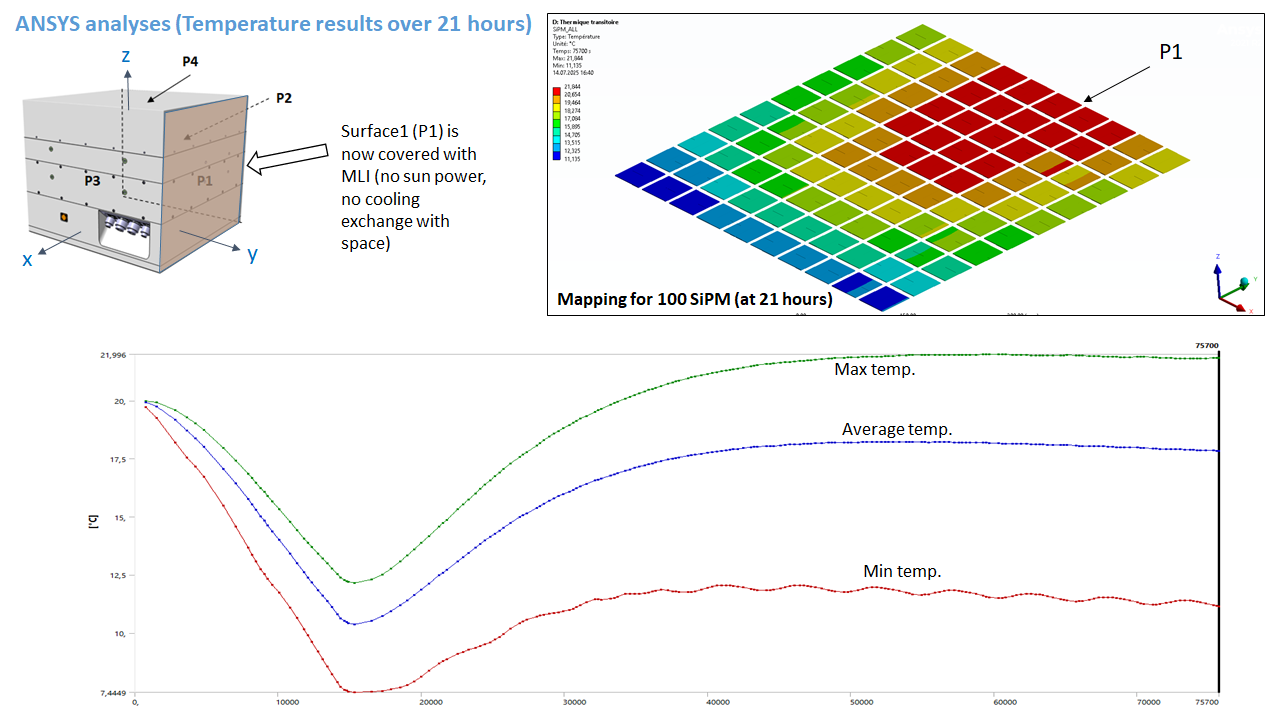 ANSYS analyses (Temperature results over 21 hours)
z
P4
P2
P3
P1
x
y
Surface1 (P1) is
now covered with
MLI (no sun power,
no cooling
exchange with
space)
D: Thermique transitoire
SiPM_ALL
Type: Température
Unité: °C
Temps: 75700 s
Max: 21,844
Min: 11,135
14.07.2025 16:40
21,844
20,654
19,464
18,274
17,084
15,895
14,705
13,515
12,325
11,135
P1
Mapping for 100 SiPM (at 21 hours)
Z
Y
X
75700
21,996
20,
17,5
15,
12,5
10,
7,4449
[°C]
Max temp.
Average temp.
Min temp.
0,
10000
20000
30000
40000
50000
60000
70000
75700